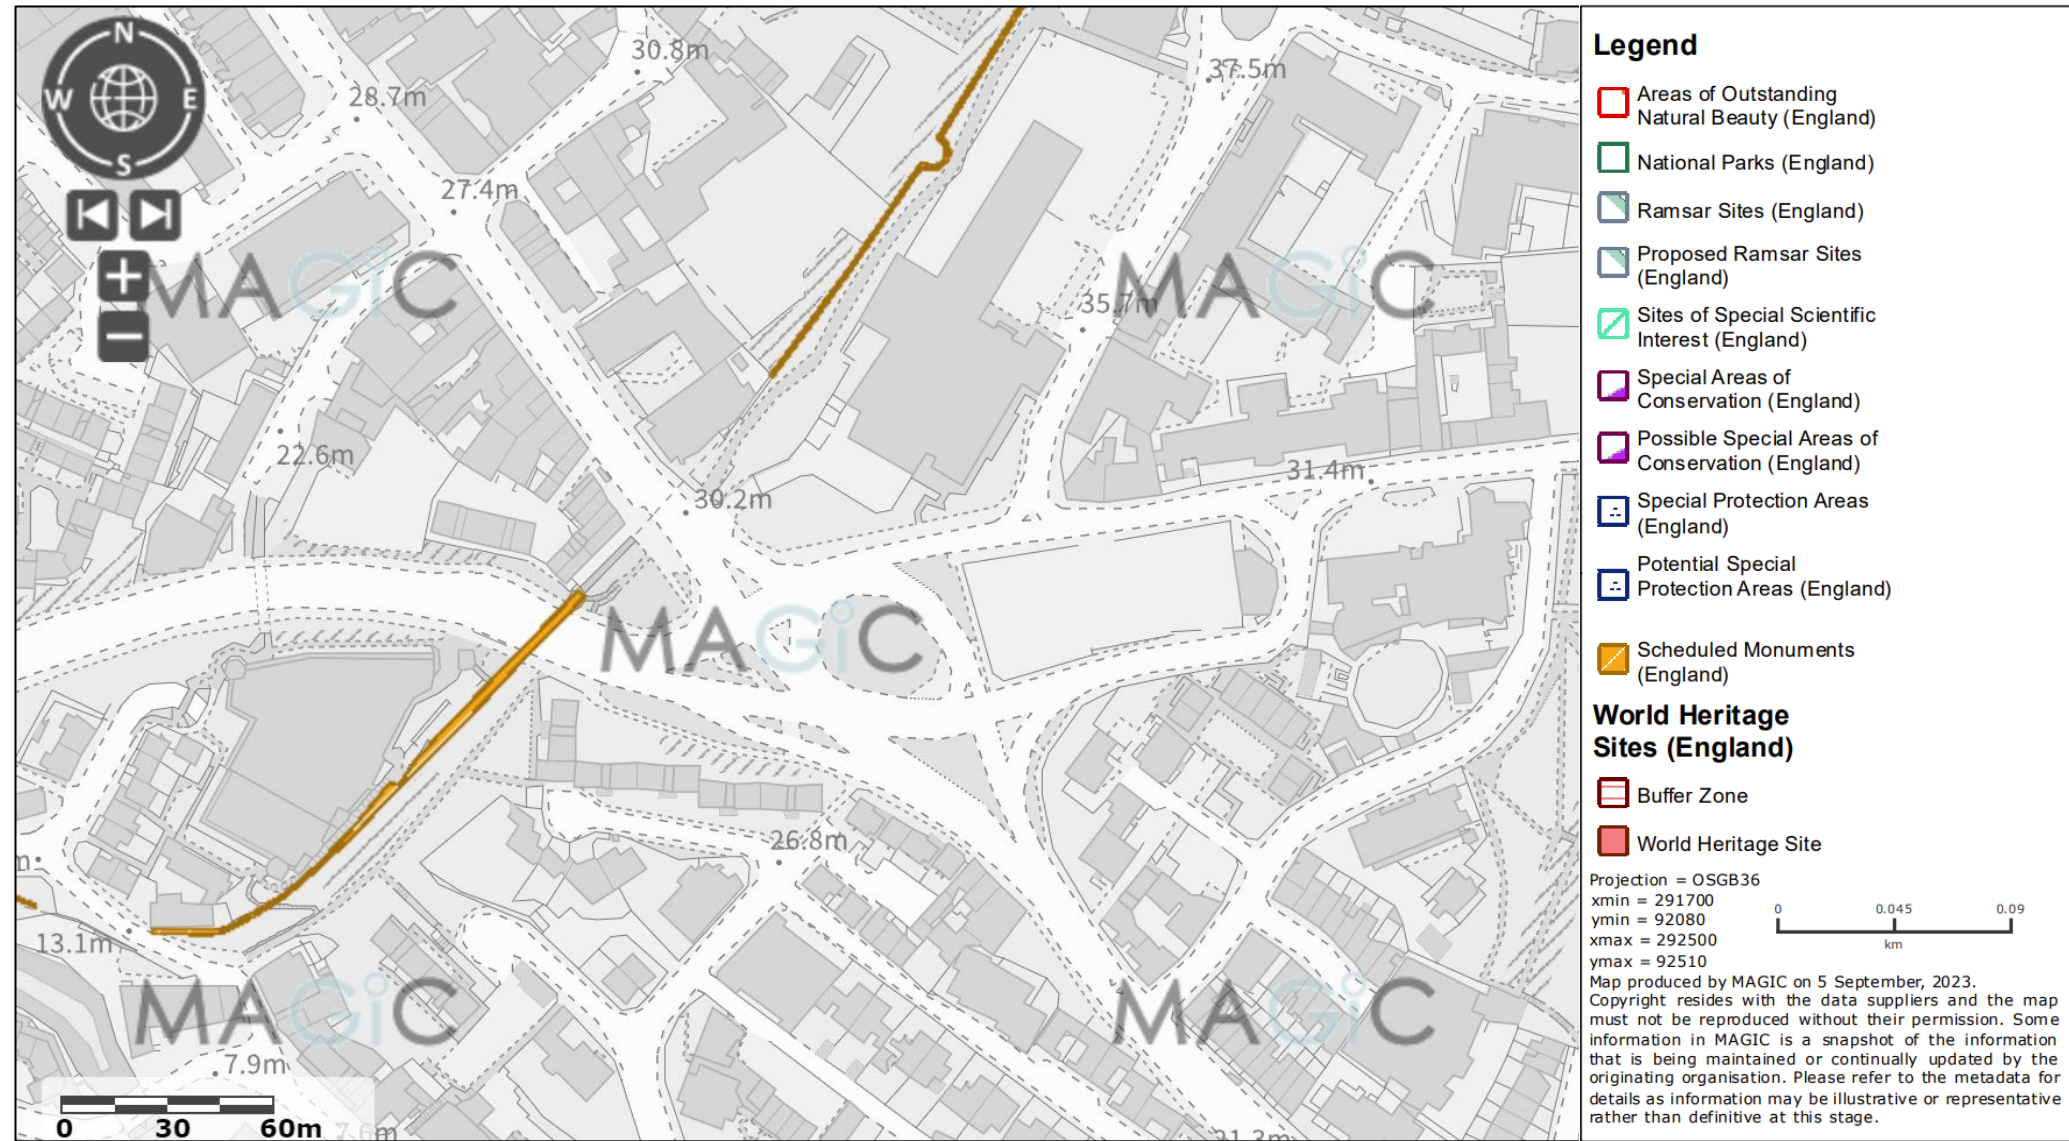 N
W
E
S
30.8m
37.5m
28.7m
27.4m
MAGiC
MAGiC
35.7m
22.6m
31.4m
30.2m
MAGiC
26.8m
m
13.1m
MAGiC
MAGiC
7.9m
7.6m
21.3m
0 30 60m
Legend
Areas of Outstanding
Natural Beauty (England)
National Parks (England)
Ramsar Sites (England)
Proposed Ramsar Sites
(England)
Sites of Special Scientific
Interest (England)
Special Areas of
Conservation (England)
Possible Special Areas of
Conservation (England)
Special Protection Areas
(England)
Potential Special
Protection Areas (England)
Scheduled Monuments
(England)
World Heritage
Sites (England)
Buffer Zone
World Heritage Site
Projection = OSGB36
xmin = 291700
ymin = 92080
xmax = 292500
ymax = 92510
0 0.045 0.09
km
Map produced by MAGIC on 5 September, 2023.
Copyright resides with the data suppliers and the map
must not be reproduced without their permission. Some
information in MAGIC is a snapshot of the information
that is being maintained or continually updated by the
originating organisation. Please refer to the metadata for
details as information may be illustrative or representative
rather than definitive at this stage.